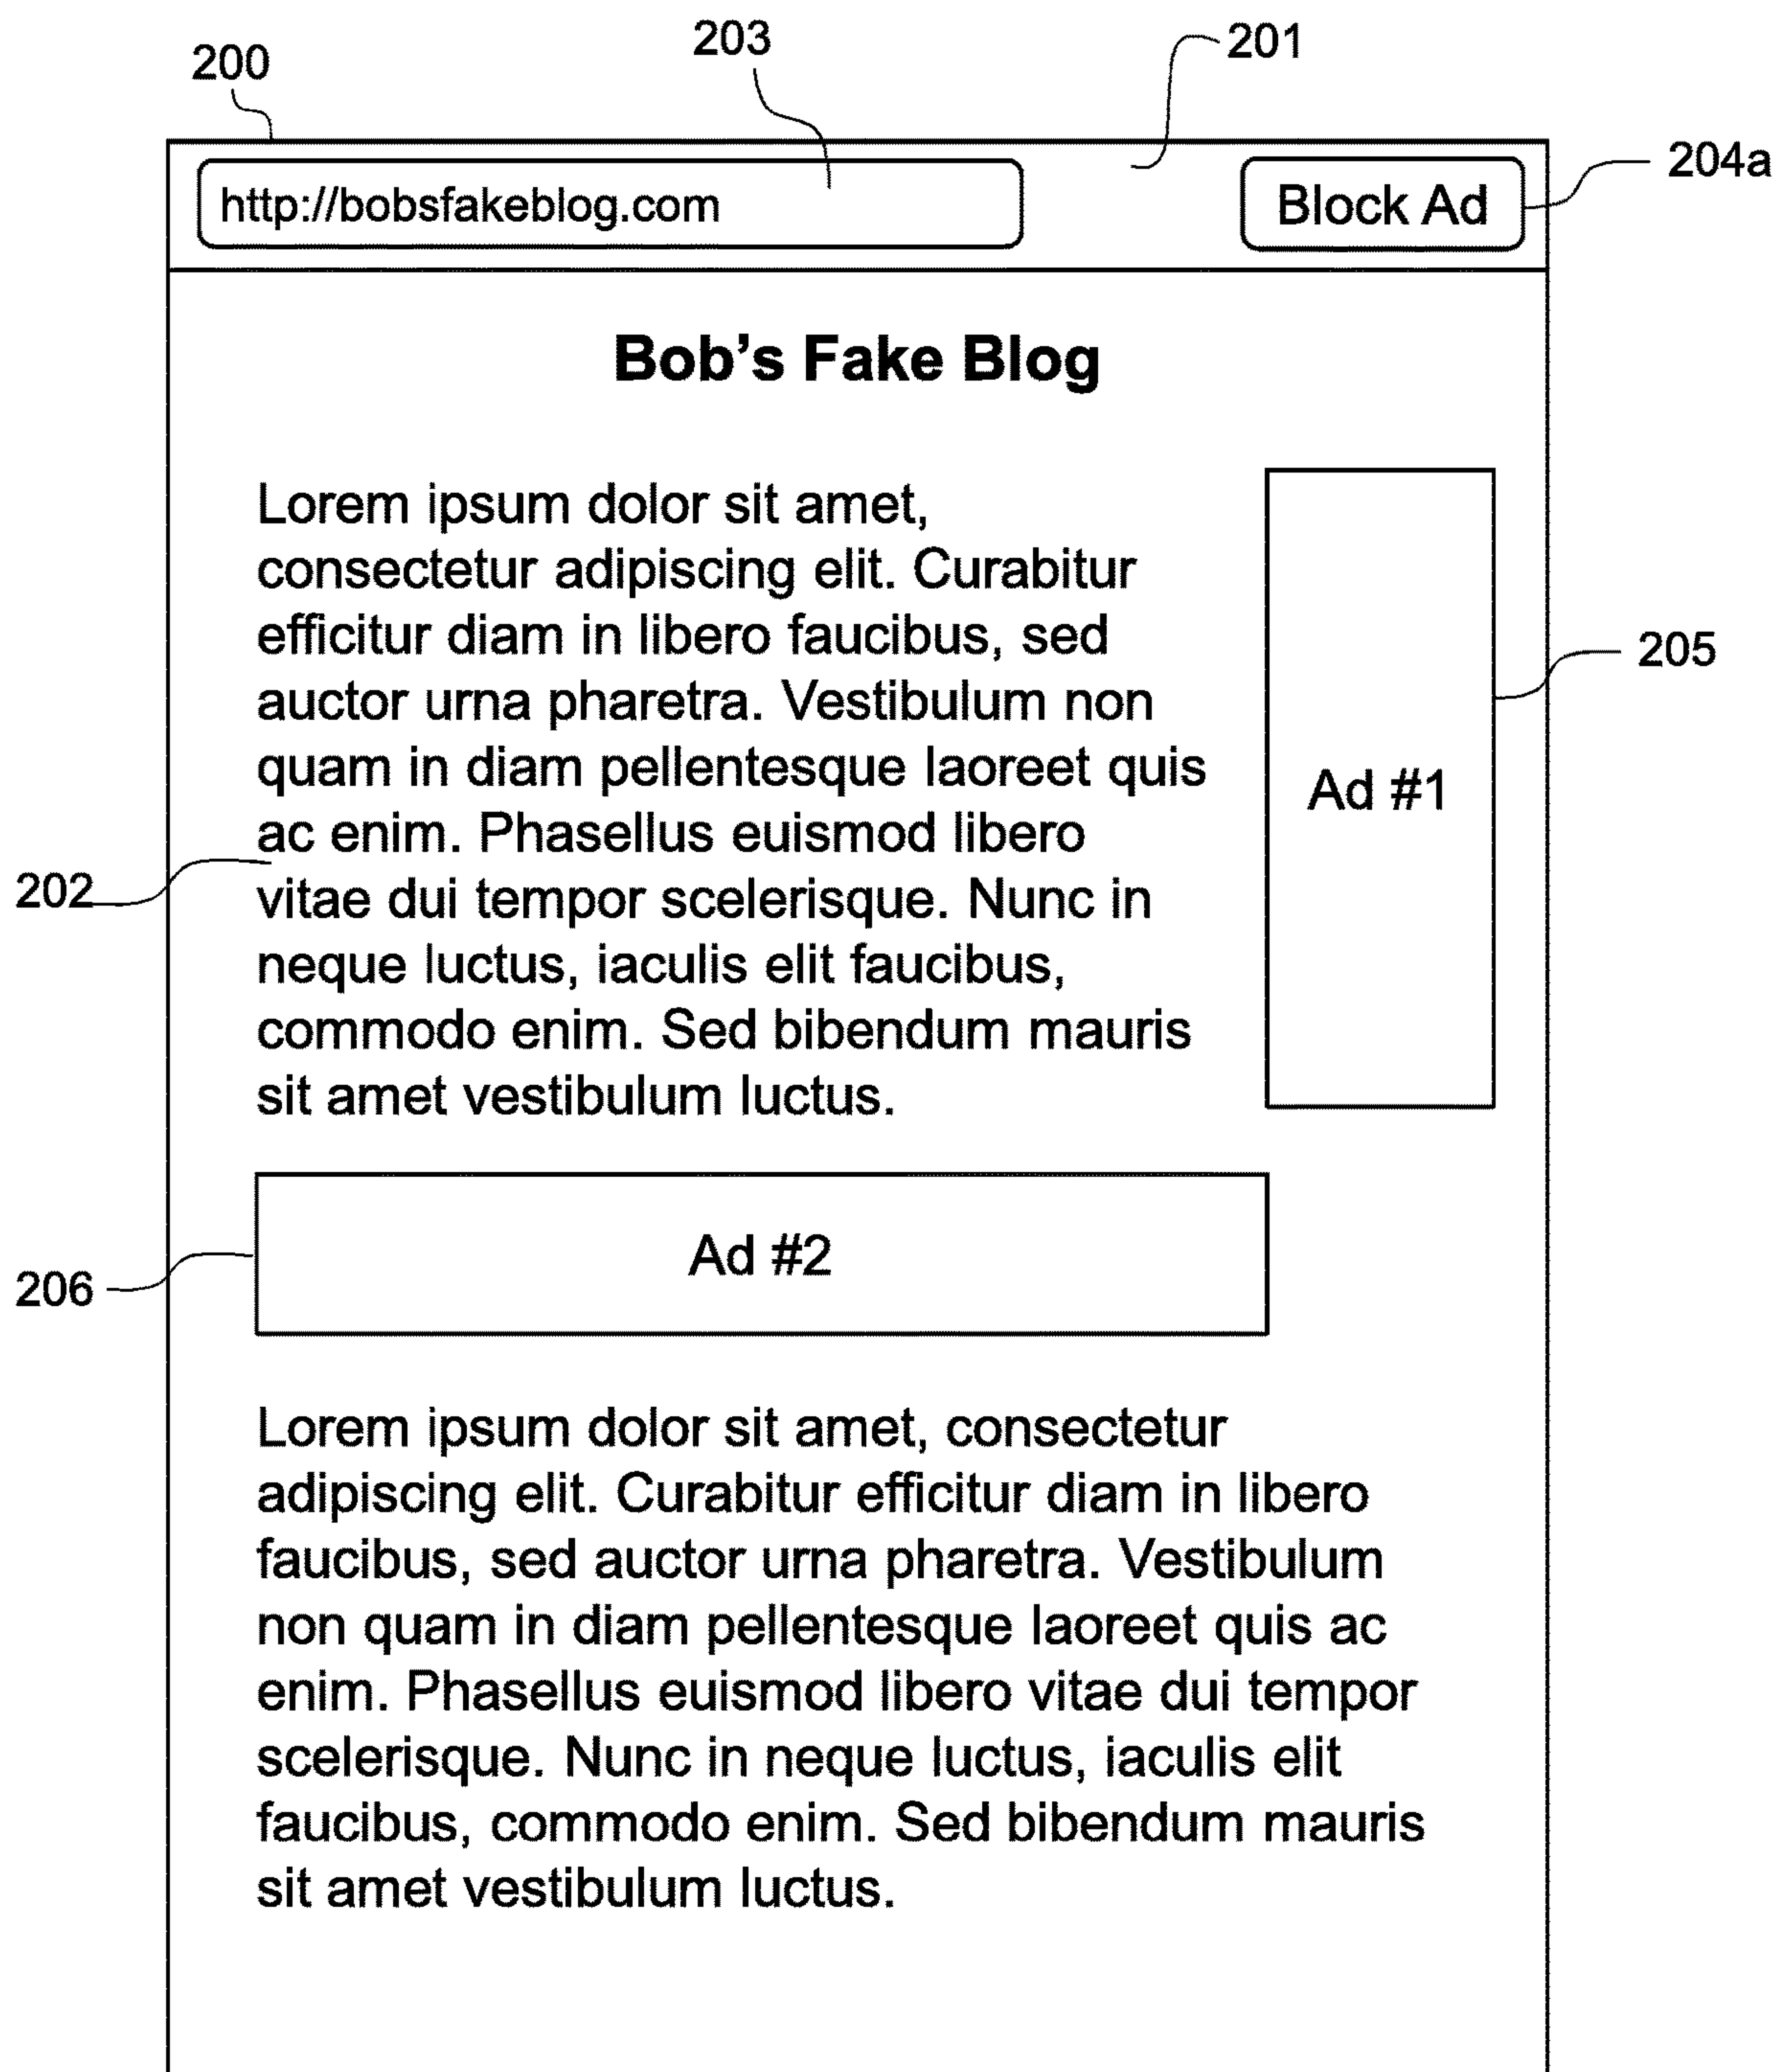 203
201
200
204a
http://bobsfakeblog.com
Block Ad
Bob's Fake Blog
Lorem ipsum dolor sit amet,
consectetur adipiscing elit. Curabitur
efficitur diam in libero faucibus, sed
auctor urna pharetra. Vestibulum non
quam in diam pellentesque laoreet quis
ac enim. Phasellus euismod libero
vitae dui tempor scelerisque. Nunc in
neque luctus, iaculis elit faucibus,
commodo enim. Sed bibendum mauris
sit amet vestibulum luctus.
205
Ad #1
202
Ad #2
206
Lorem ipsum dolor sit amet, consectetur
adipiscing elit. Curabitur efficitur diam in libero
faucibus, sed auctor urna pharetra. Vestibulum
non quam in diam pellentesque laoreet quis ac
enim. Phasellus euismod libero vitae dui tempor
scelerisque. Nunc in neque luctus, iaculis elit
faucibus, commodo enim. Sed bibendum mauris
sit amet vestibulum luctus.